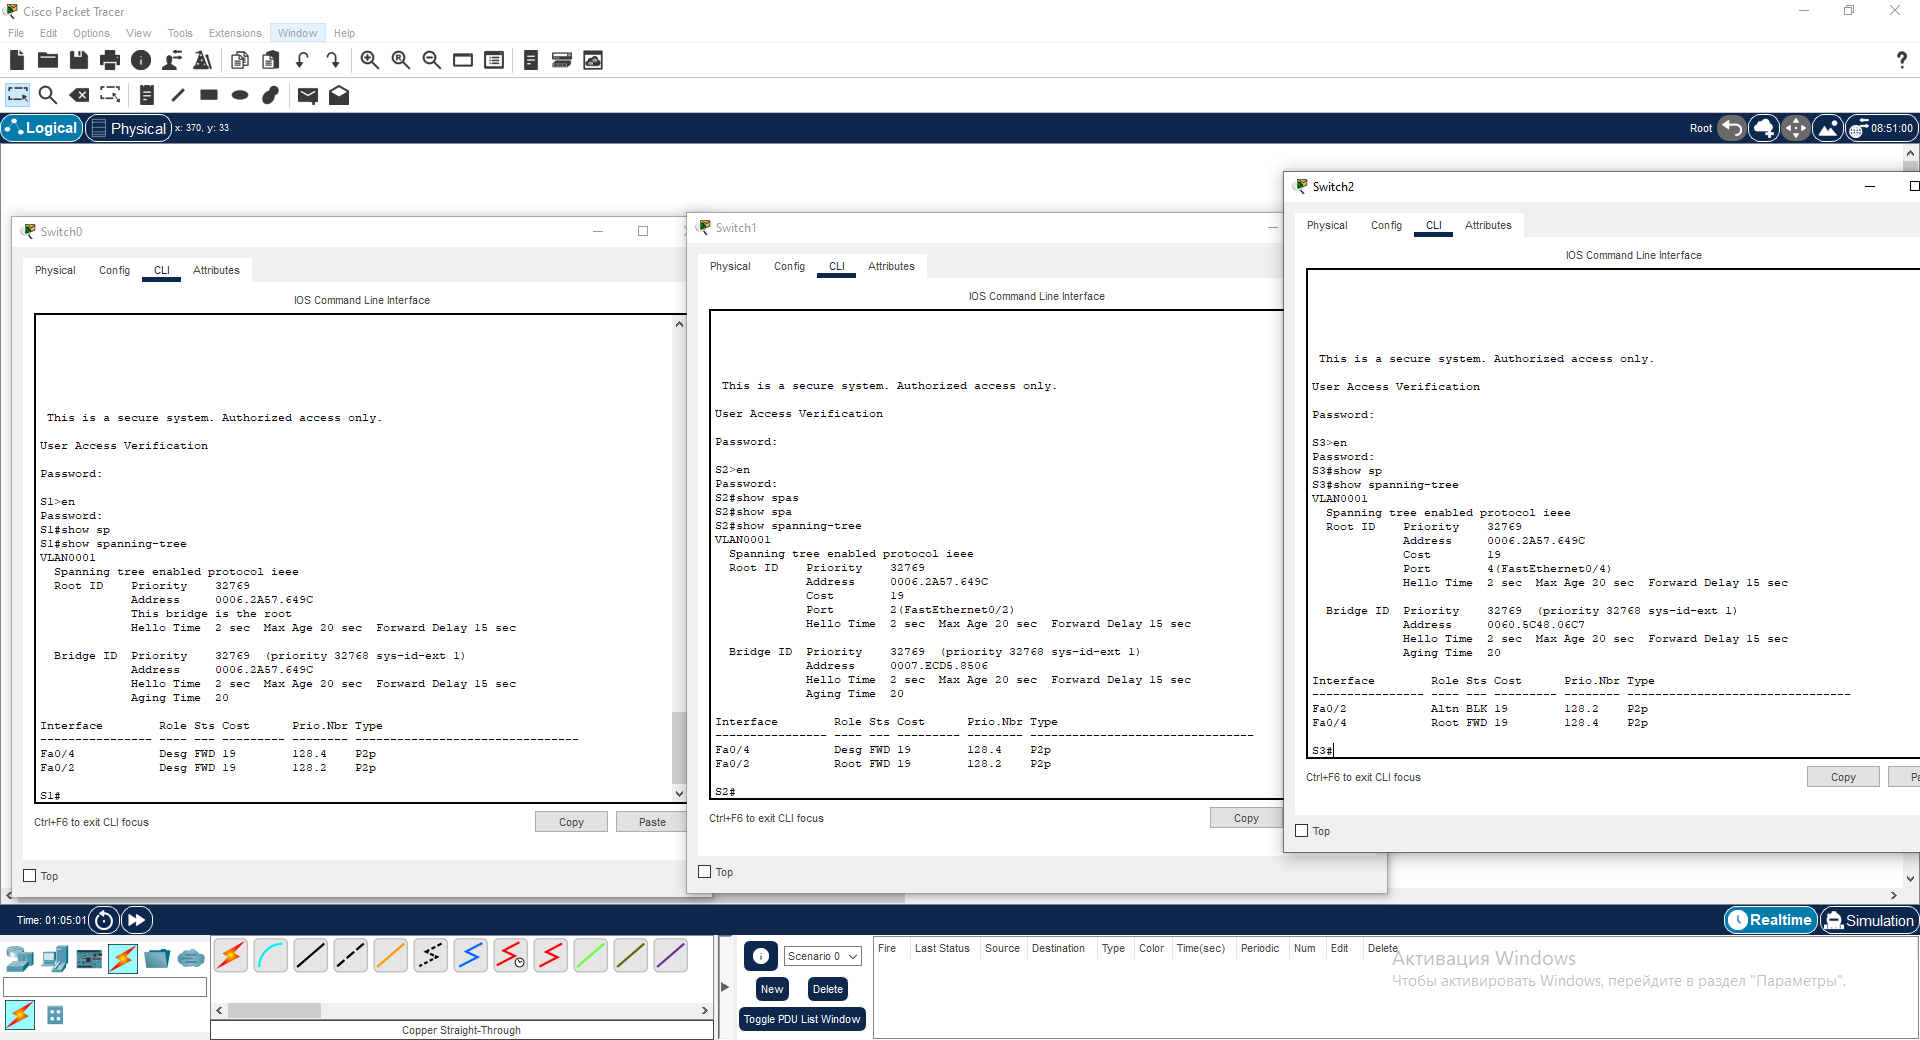 Cisco Packet Tracer
File Edit Options View Tools Extensions Window Help
Logical Physical x: 370, y: 33 Root 08:51:00
Switch0
Physical Config CLI Attributes
IOS Command Line Interface
This is a secure system. Authorized access only.
User Access Verification
Password:
S1>en
Password:
S1#show sp
S1#show spanning-tree
VLAN0001
Spanning tree enabled protocol ieee
Root ID Priority 32769
Address 0006.2A57.649C
This bridge is the root
Hello Time 2 sec Max Age 20 sec Forward Delay 15 sec
Bridge ID Priority 32769 (priority 32768 sys-id-ext 1)
Address 0006.2A57.649C
Hello Time 2 sec Max Age 20 sec Forward Delay 15 sec
Aging Time 20
Interface Role Sts Cost Prio.Nbr Type
---------------- ---- --- --------- -------- --------------------------------
Fa0/4 Desg FWD 19 128.4 P2p
Fa0/2 Desg FWD 19 128.2 P2p
S1#
Ctrl+F6 to exit CLI focus
Copy Paste
Top
Switch1
Physical Config CLI Attributes
IOS Command Line Interface
This is a secure system. Authorized access only.
User Access Verification
Password:
S2>en
Password:
S2#show spas
S2#show spa
S2#show spanning-tree
VLAN0001
Spanning tree enabled protocol ieee
Root ID Priority 32769
Address 0006.2A57.649C
Cost 19
Port 2(FastEthernet0/2)
Hello Time 2 sec Max Age 20 sec Forward Delay 15 sec
Bridge ID Priority 32769 (priority 32768 sys-id-ext 1)
Address 0007.ECD5.8506
Hello Time 2 sec Max Age 20 sec Forward Delay 15 sec
Aging Time 20
Interface Role Sts Cost Prio.Nbr Type
---------------- ---- --- --------- -------- --------------------------------
Fa0/4 Desg FWD 19 128.4 P2p
Fa0/2 Root FWD 19 128.2 P2p
S2#
Ctrl+F6 to exit CLI focus
Copy
Top
Switch2
Physical Config CLI Attributes
IOS Command Line Interface
This is a secure system. Authorized access only.
User Access Verification
Password:
S3>en
Password:
S3#show sp
S3#show spanning-tree
VLAN0001
Spanning tree enabled protocol ieee
Root ID Priority 32769
Address 0006.2A57.649C
Cost 19
Port 4(FastEthernet0/4)
Hello Time 2 sec Max Age 20 sec Forward Delay 15 sec
Bridge ID Priority 32769 (priority 32768 sys-id-ext 1)
Address 0060.5C48.06C7
Hello Time 2 sec Max Age 20 sec Forward Delay 15 sec
Aging Time 20
Interface Role Sts Cost Prio.Nbr Type
---------------- ---- --- --------- -------- --------------------------------
Fa0/2 Altn BLK 19 128.2 P2p
Fa0/4 Root FWD 19 128.4 P2p
S3#
Ctrl+F6 to exit CLI focus
Copy Pa
Top
Time: 01:05:01 Realtime Simulation
Copper Straight-Through
Scenario 0
New Delete
Toggle PDU List Window
Fire Last Status Source Destination Type Color Time(sec) Periodic Num Edit Delete
Активация Windows
Чтобы активировать Windows, перейдите в раздел "Параметры".